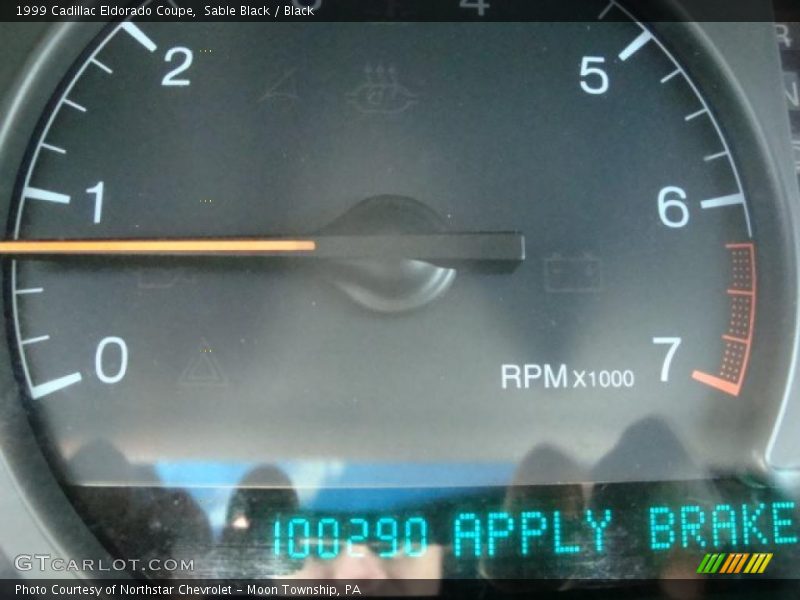 1999 Cadillac Eldorado Coupe, Sable Black / Black
4
2
5
1
6
0
7
RPM X1000
100290 APPLY BRAKE
GTCARLOT.COM
Photo Courtesy of Northstar Chevrolet – Moon Township, PA